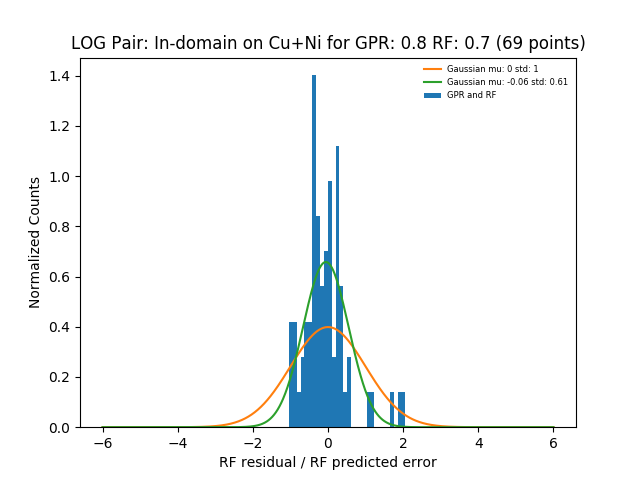 LOG Pair: In-domain on Cu+Ni for GPR: 0.8 RF: 0.7 (69 points)
Gaussian mu: 0 std: 1
Gaussian mu: -0.06 std: 0.61
GPR and RF
Normalized Counts
1.4
1.2
1.0
0.8
0.6
0.4
0.2
0.0
−6 −4 −2 0 2 4 6
RF residual / RF predicted error